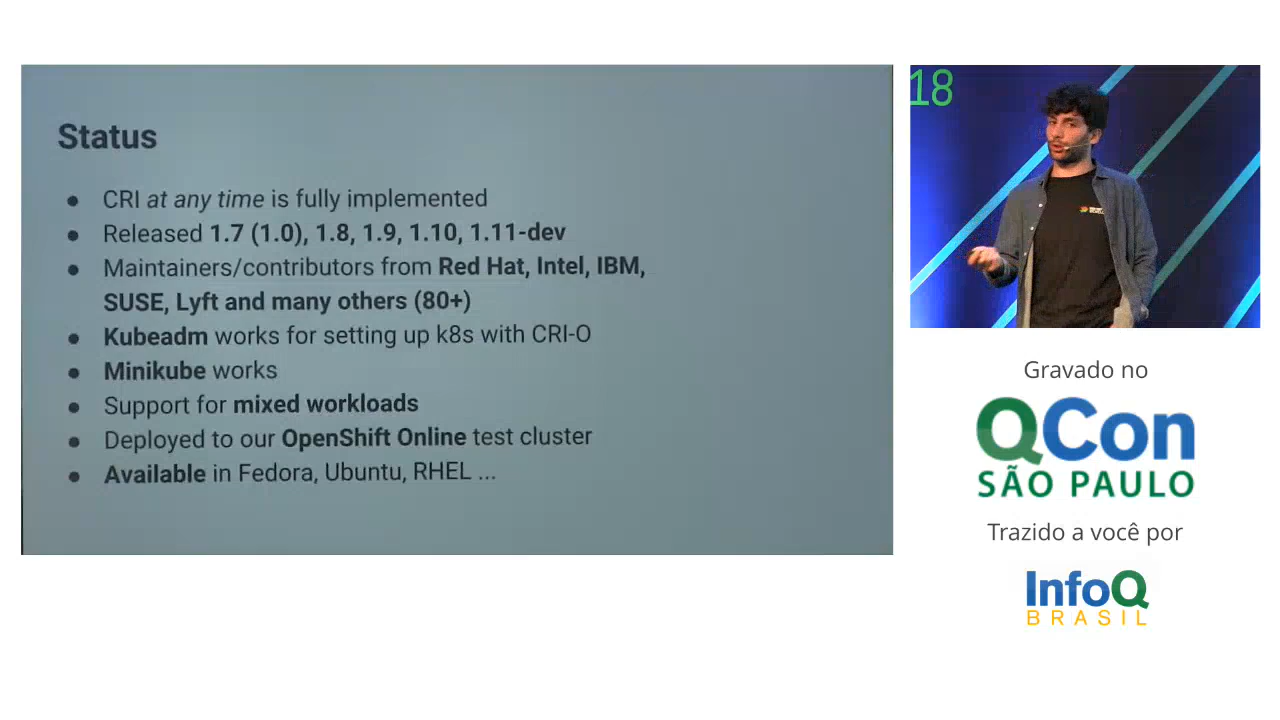 Status
● CRI at any time is fully implemented
● Released 1.7 (1.0), 1.8, 1.9, 1.10, 1.11-dev
● Maintainers/contributors from Red Hat, Intel, IBM,
SUSE, Lyft and many others (80+)
● Kubeadm works for setting up k8s with CRI-O
● Minikube works
● Support for mixed workloads
● Deployed to our OpenShift Online test cluster
● Available in Fedora, Ubuntu, RHEL ...
18
Gravado no
QCon
SÃO PAULO
Trazido a você por
InfoQ
BRASIL